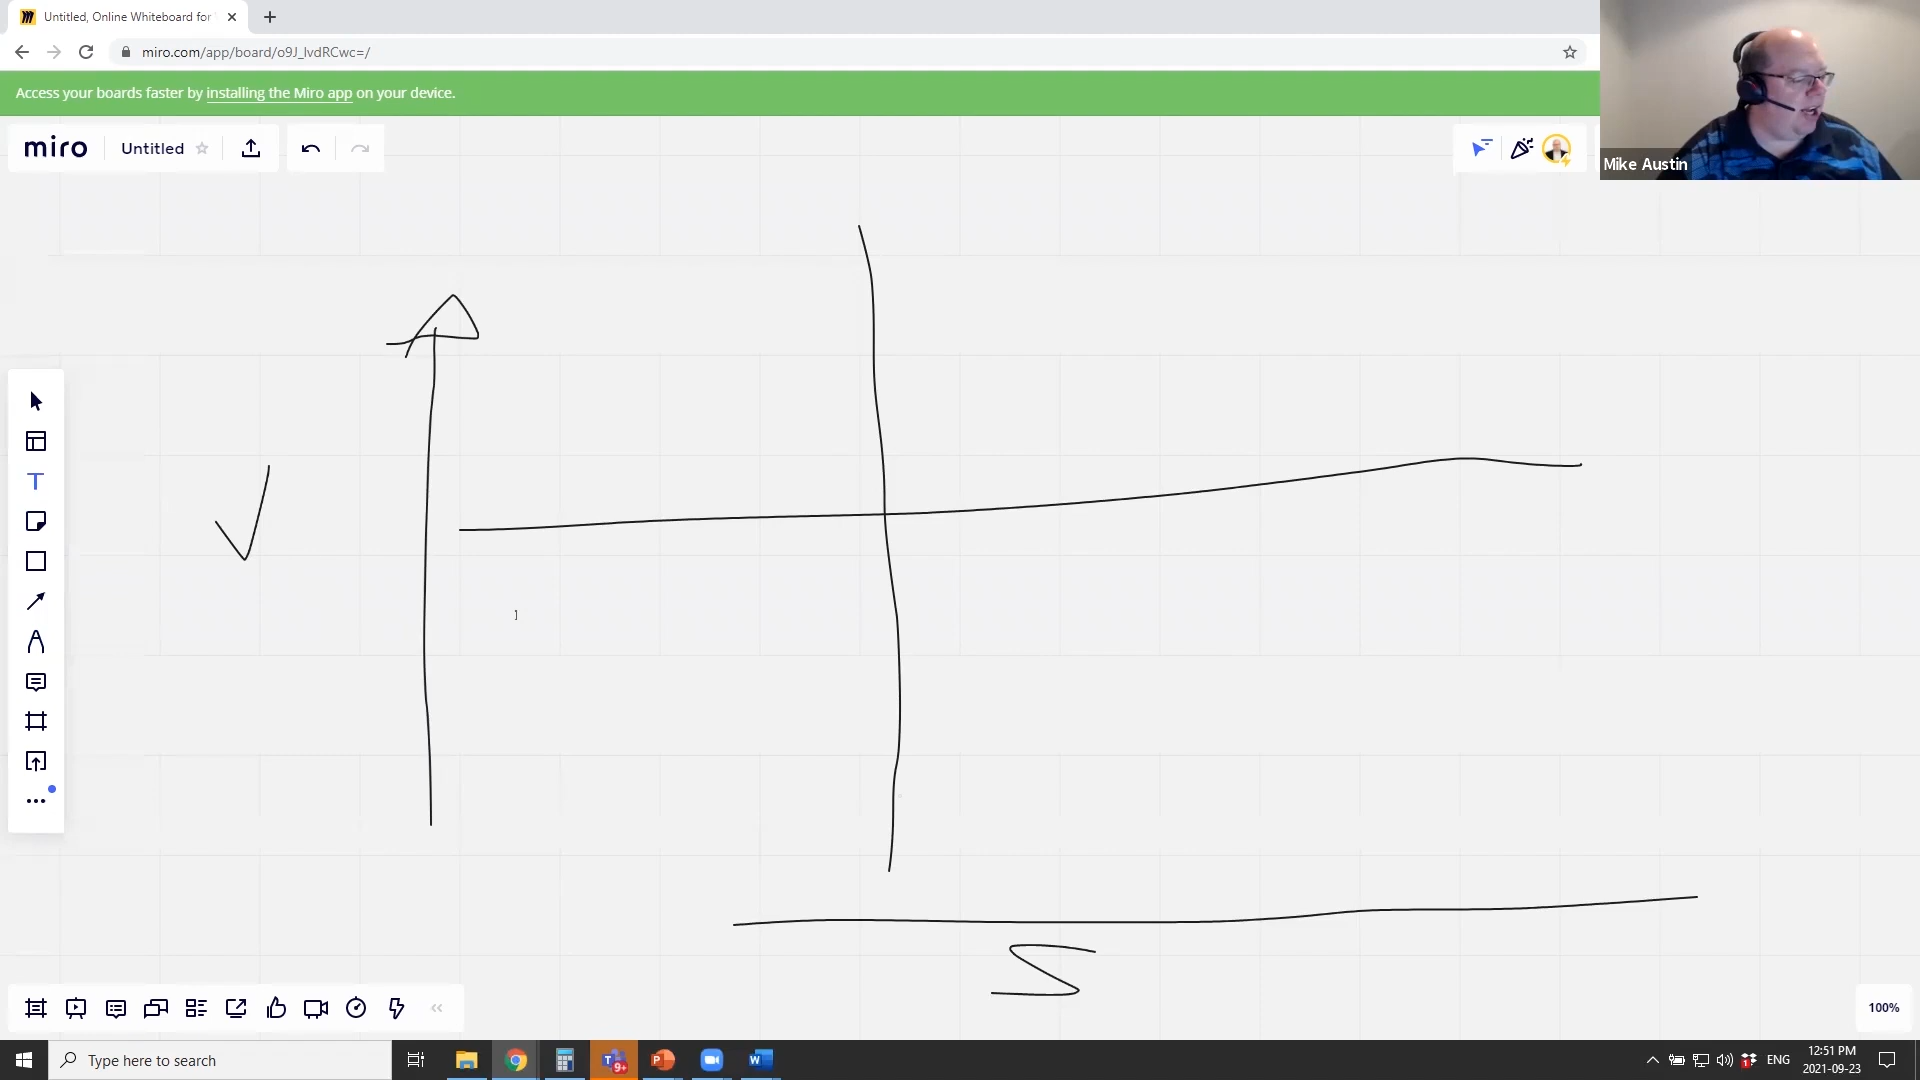 Untitled, Online Whiteboard for
miro.com/app/board/o9J_lvdRCwc=/
Access your boards faster by installing the Miro app on your device.
miro Untitled
Mike Austin
V
S
100%
Type here to search
9+
ENG
12:51 PM
2021-09-23